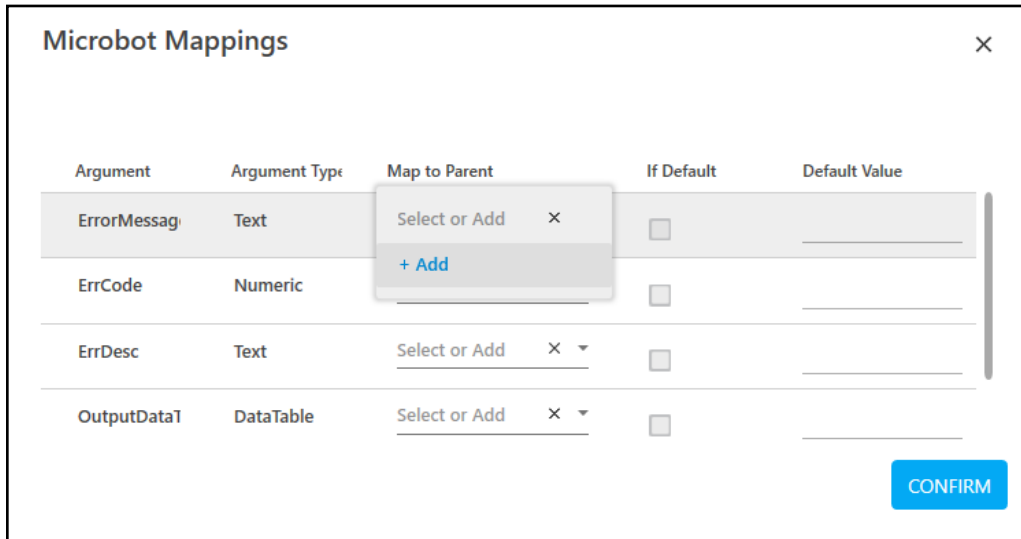 Microbot Mappings
Argument Argument Type Map to Parent If Default Default Value
ErrorMessag Text Select or Add
+ Add
ErrCode Numeric
ErrDesc Text Select or Add
OutputDataT DataTable Select or Add
CONFIRM